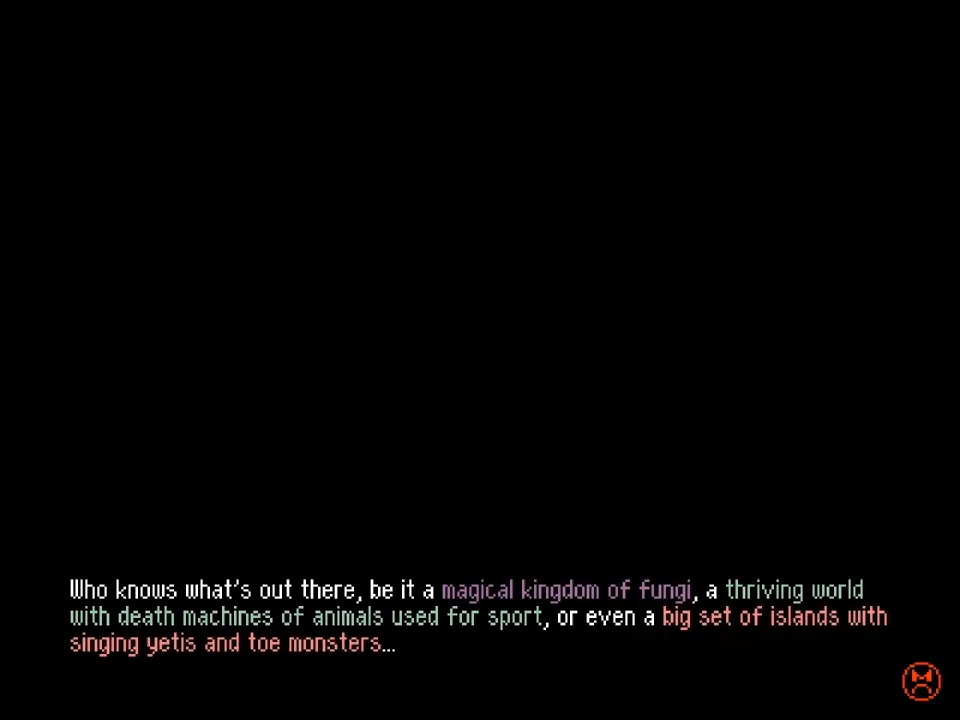 Who knows what's out there, be it a magical kingdom of fungi, a thriving world
with death machines of animals used for sport, or even a big set of islands with
singing yetis and toe monsters...